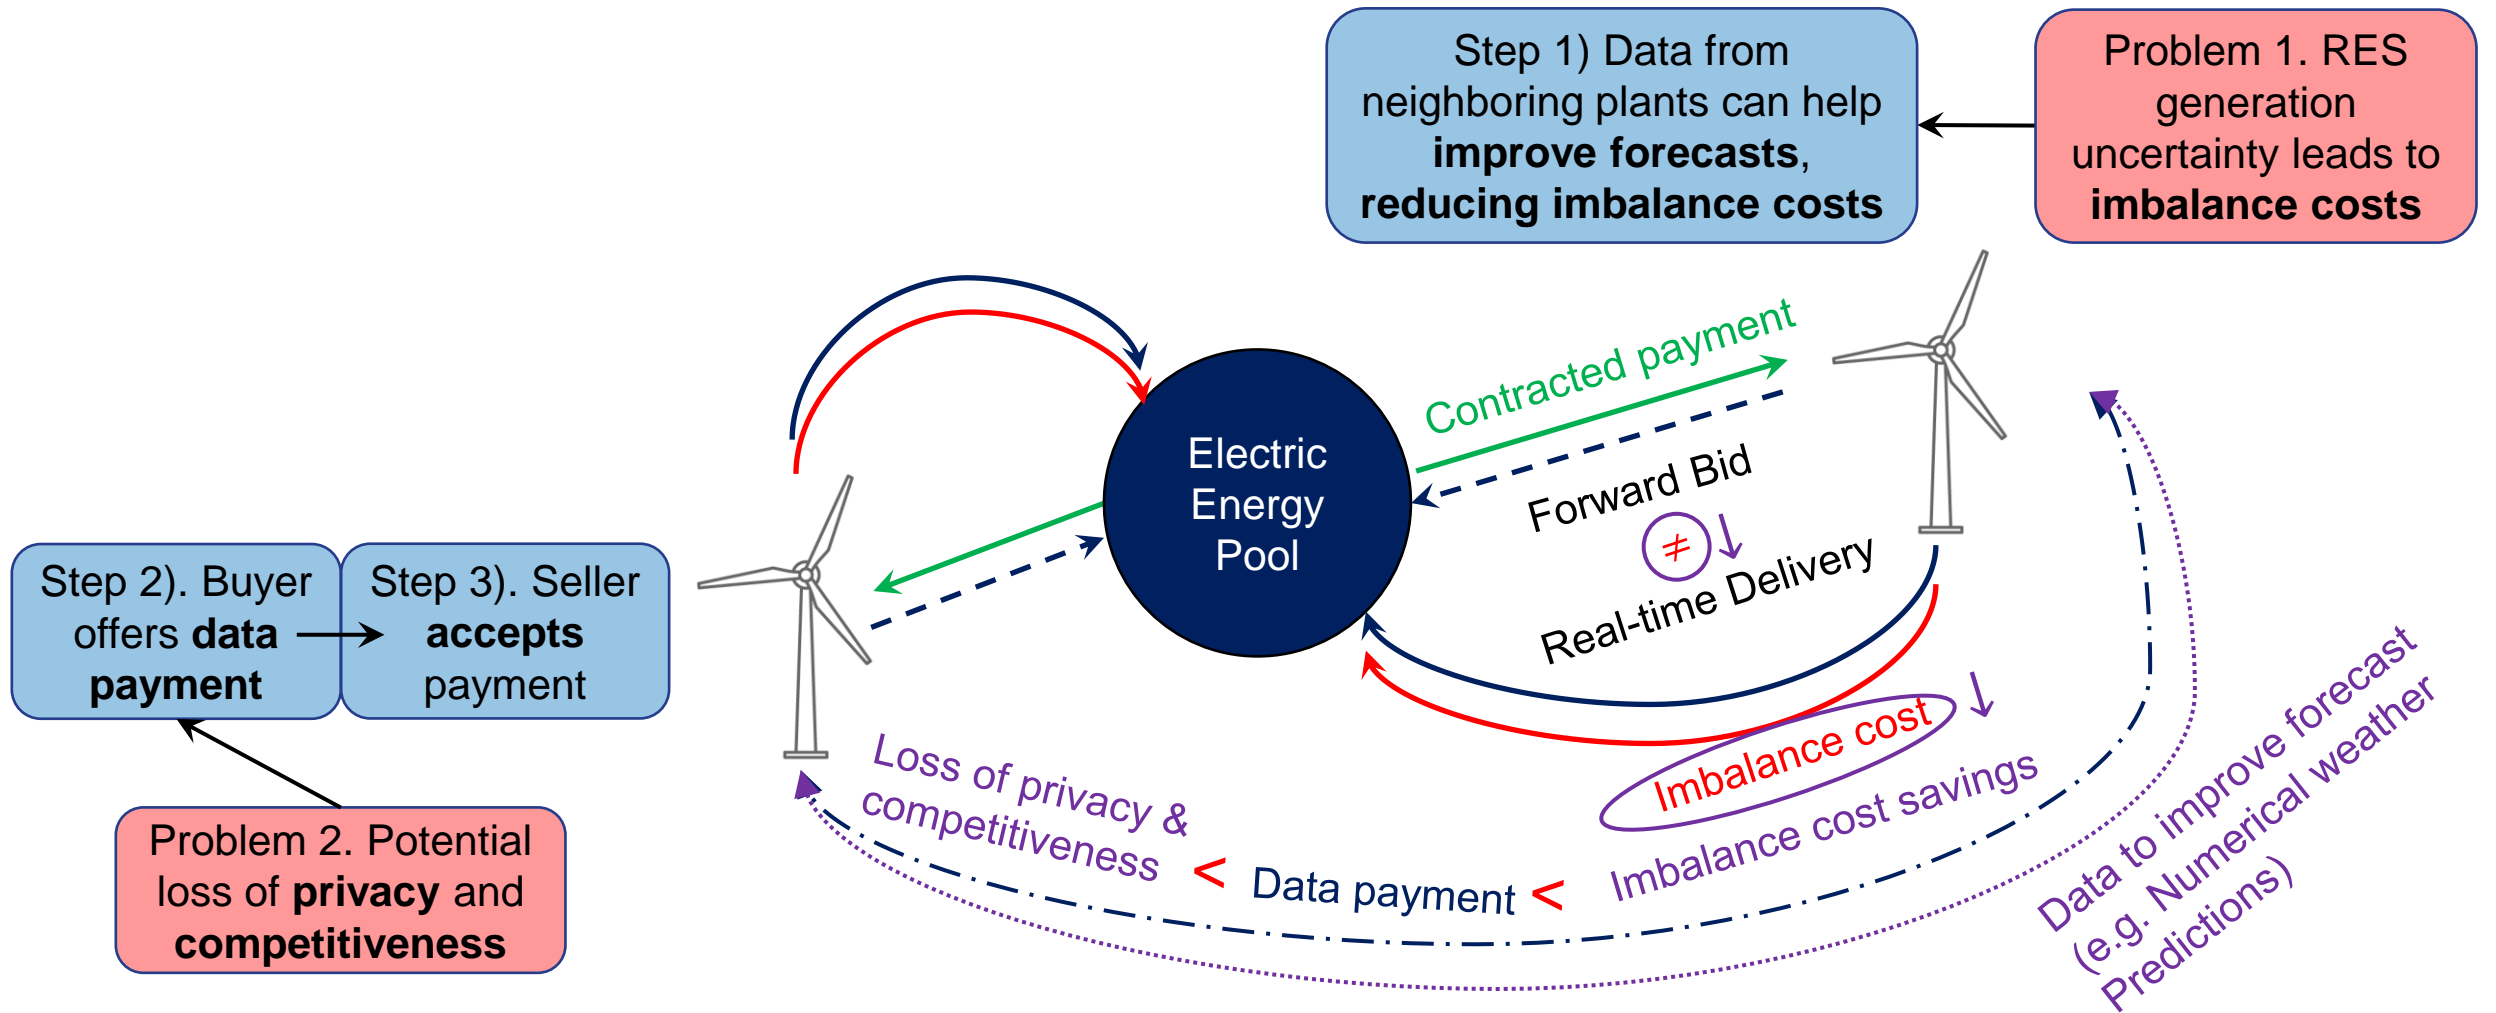 Step 1) Data from
neighboring plants can help
improve forecasts,
reducing imbalance costs
Problem 1. RES
generation
uncertainty leads to
imbalance costs
Contracted payment
Electric
Energy
Pool
Forward Bid
≠
Real-time Delivery
Step 2). Buyer
offers data
payment
Step 3). Seller
accepts
payment
Problem 2. Potential
loss of privacy and
competitiveness
Loss of privacy &
competitiveness
<
Data payment
<
Imbalance cost
Imbalance cost savings
Data to improve forecast
(e.g. Numerical weather
Predictions)